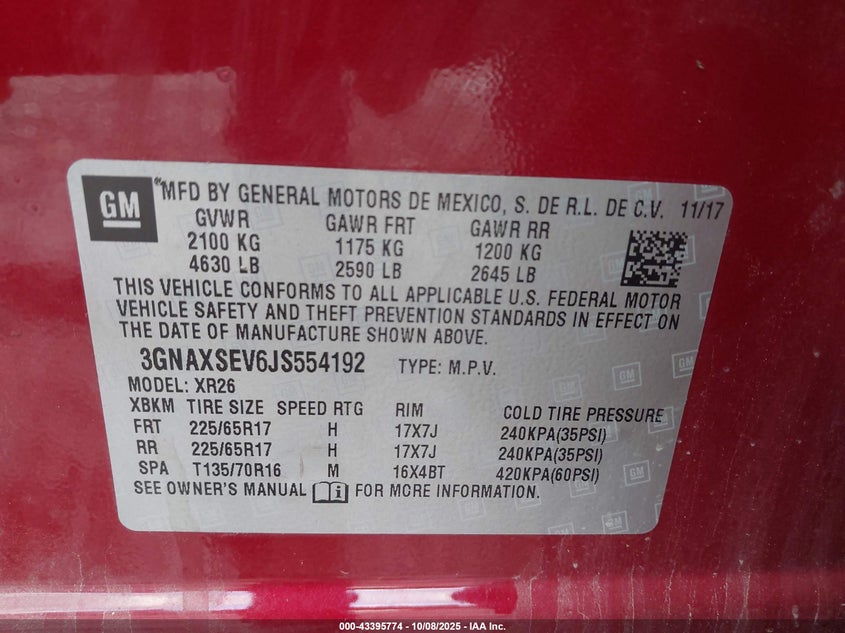 GM
MFD BY GENERAL MOTORS DE MEXICO, S. DE R.L. DE C.V. 11/17
GVWR GAWR FRT GAWR RR
2100 KG 1175 KG 1200 KG
4630 LB 2590 LB 2645 LB
THIS VEHICLE CONFORMS TO ALL APPLICABLE U.S. FEDERAL MOTOR
VEHICLE SAFETY AND THEFT PREVENTION STANDARDS IN EFFECT ON
THE DATE OF MANUFACTURE SHOWN ABOVE.
3GNAXSEV6JS554192 TYPE: M.P.V.
MODEL: XR26
XBKM TIRE SIZE SPEED RTG RIM COLD TIRE PRESSURE
FRT 225/65R17 H 17X7J 240KPA(35PSI)
RR 225/65R17 H 17X7J 240KPA(35PSI)
SPA T135/70R16 M 16X4BT 420KPA(60PSI)
SEE OWNER'S MANUAL FOR MORE INFORMATION.
000-43395774 - 10/08/2025 - IAA Inc.